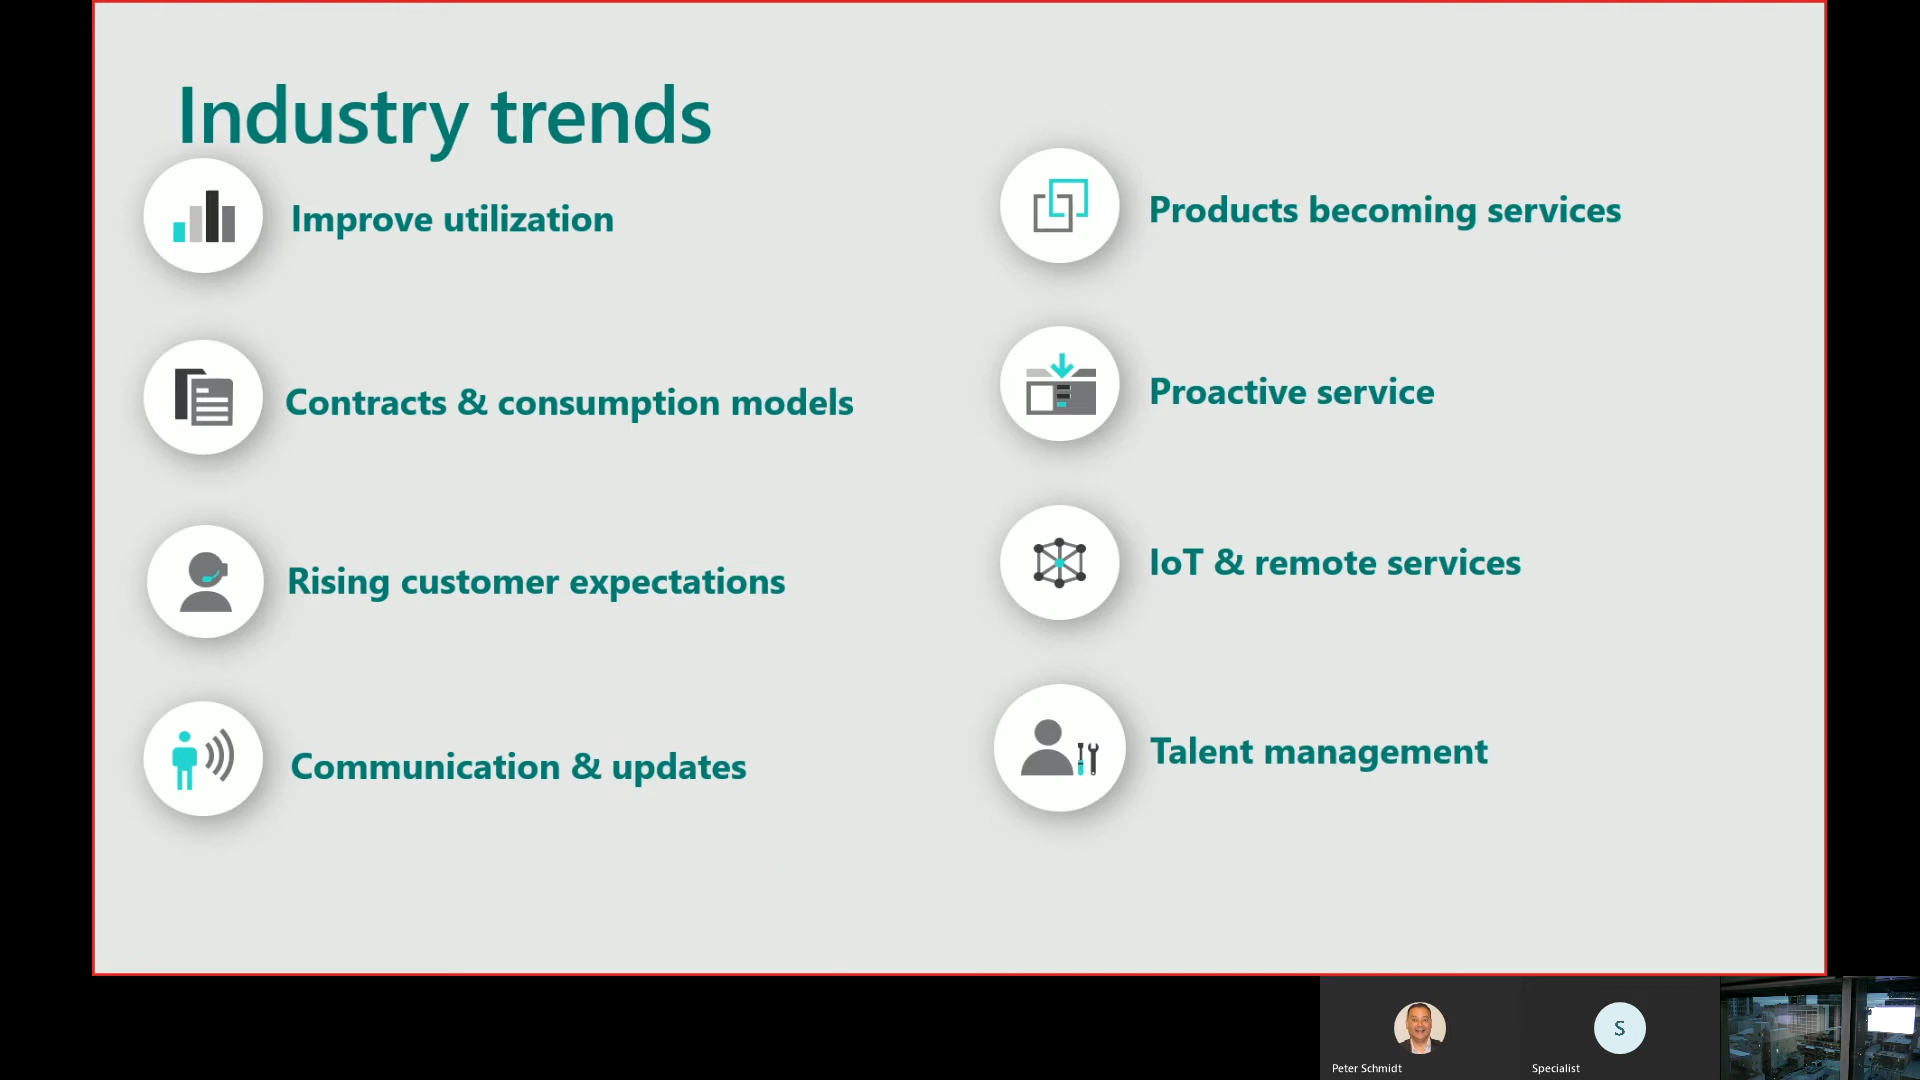 Industry trends
Improve utilization
Contracts & consumption models
Rising customer expectations
Communication & updates
Products becoming services
Proactive service
IoT & remote services
Talent management
Peter Schmidt
S
Specialist